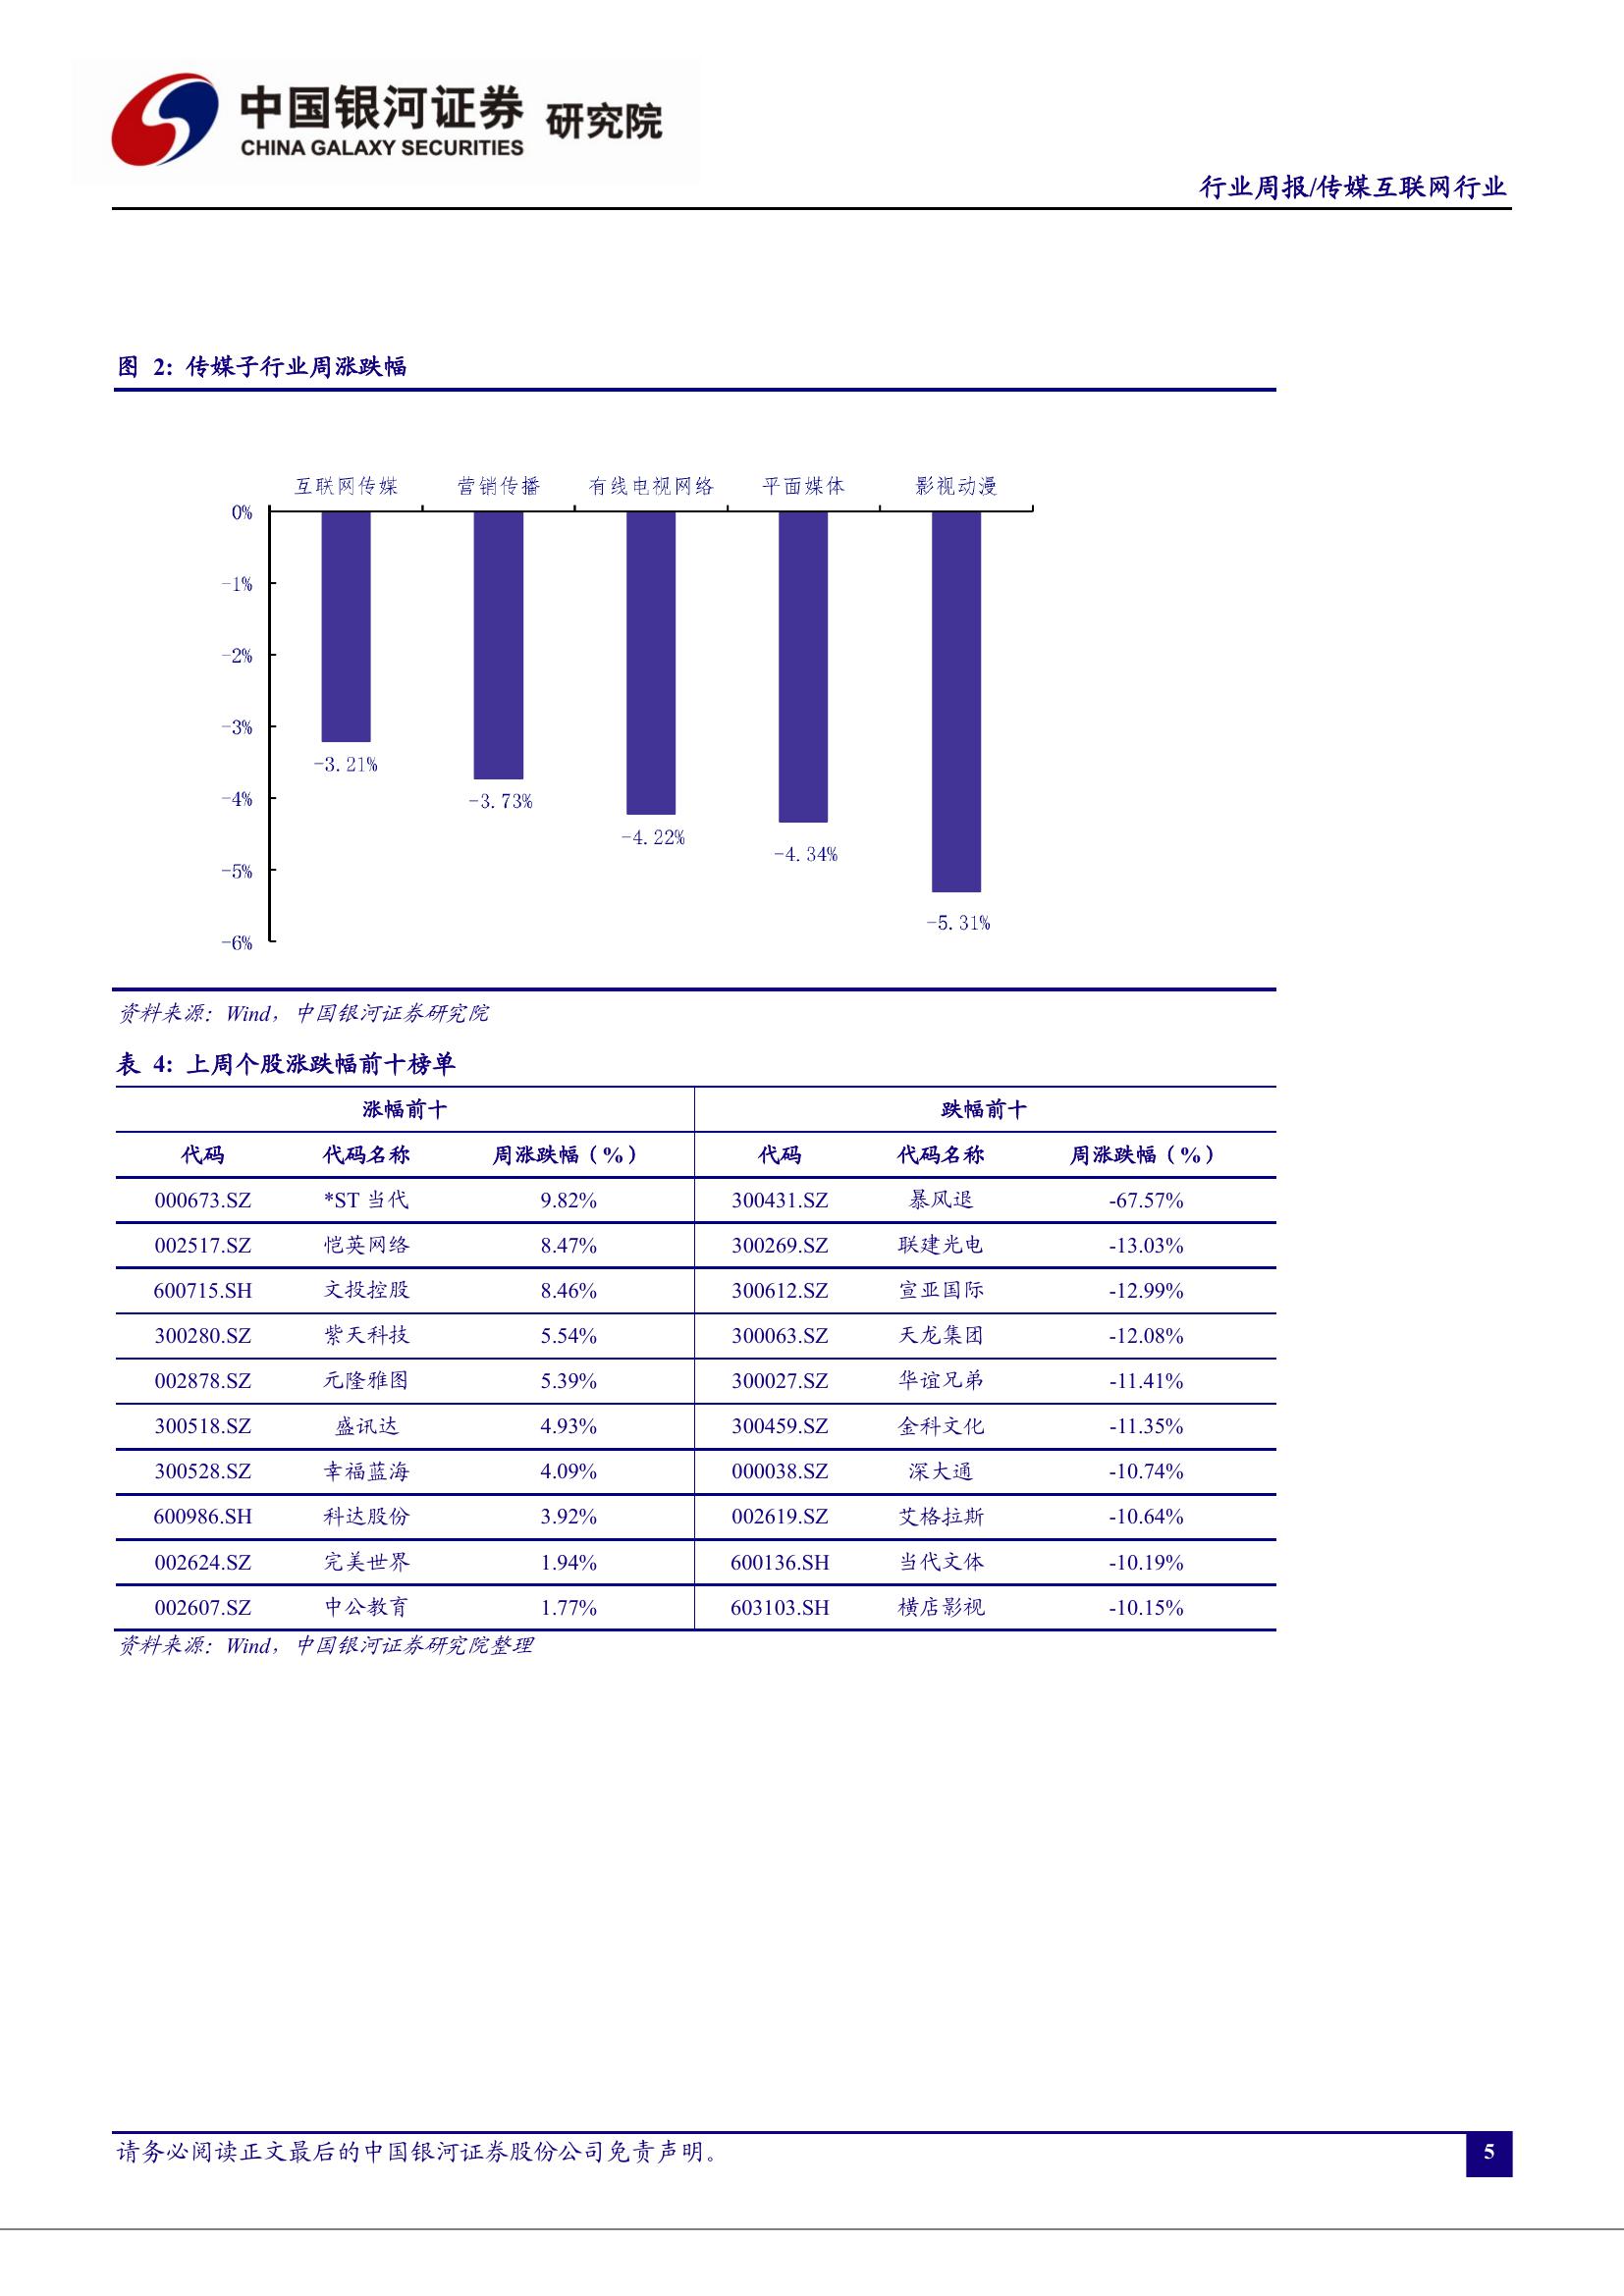 中国银河证券 研究院
CHINA GALAXY SECURITIES
行业周报/传媒互联网行业
图 2: 传媒子行业周涨跌幅
互联网传媒 营销传播 有线电视网络 平面媒体 影视动漫
0%
-1%
-2%
-3%
-3.21%
-4% -3.73%
-4.22%
-4.34%
-5%
-5.31%
-6%
资料来源：Wind，中国银河证券研究院
表 4: 上周个股涨跌幅前十榜单
涨幅前十 跌幅前十
代码 代码名称 周涨跌幅（%） 代码 代码名称 周涨跌幅（%）
000673.SZ *ST 当代 9.82% 300431.SZ 暴风退 -67.57%
002517.SZ 恺英网络 8.47% 300269.SZ 联建光电 -13.03%
600715.SH 文投控股 8.46% 300612.SZ 宣亚国际 -12.99%
300280.SZ 紫天科技 5.54% 300063.SZ 天龙集团 -12.08%
002878.SZ 元隆雅图 5.39% 300027.SZ 华谊兄弟 -11.41%
300518.SZ 盛讯达 4.93% 300459.SZ 金科文化 -11.35%
300528.SZ 幸福蓝海 4.09% 000038.SZ 深大通 -10.74%
600986.SH 科达股份 3.92% 002619.SZ 艾格拉斯 -10.64%
002624.SZ 完美世界 1.94% 600136.SH 当代文体 -10.19%
002607.SZ 中公教育 1.77% 603103.SH 横店影视 -10.15%
资料来源：Wind，中国银河证券研究院整理
请务必阅读正文最后的中国银河证券股份公司免责声明。
5